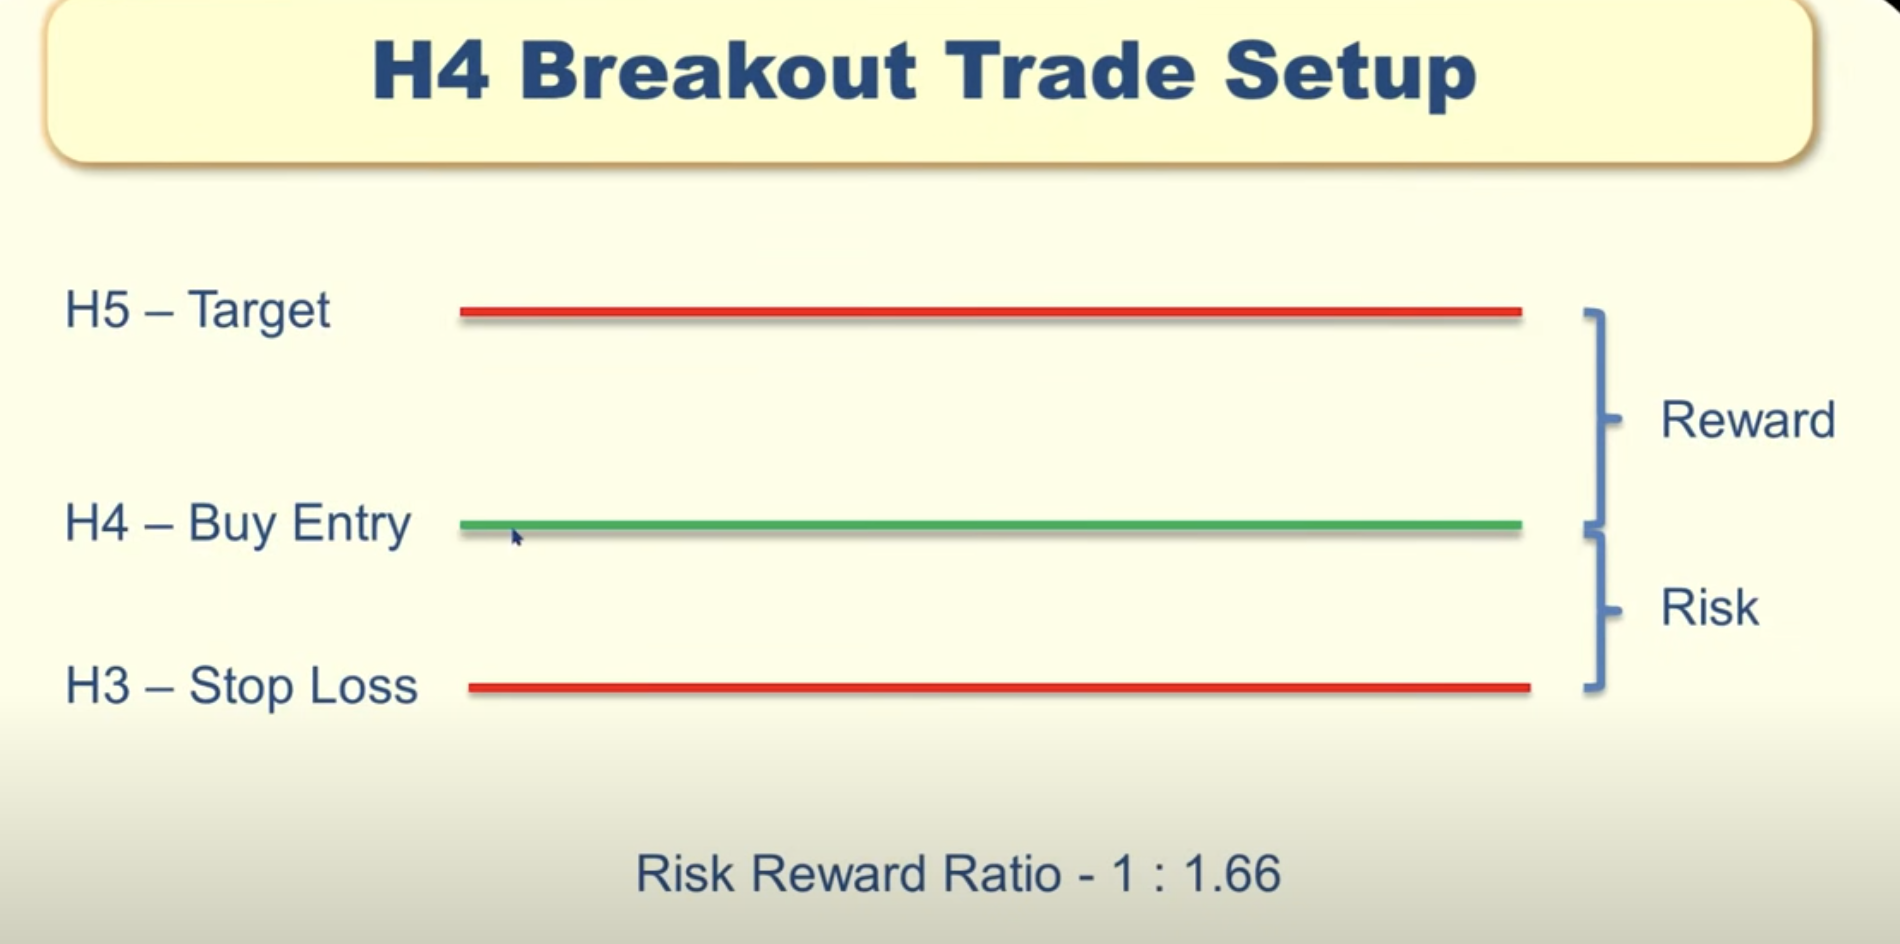 H4 Breakout Trade Setup
H5 – Target
Reward
H4 – Buy Entry
Risk
H3 – Stop Loss
Risk Reward Ratio - 1 : 1.66